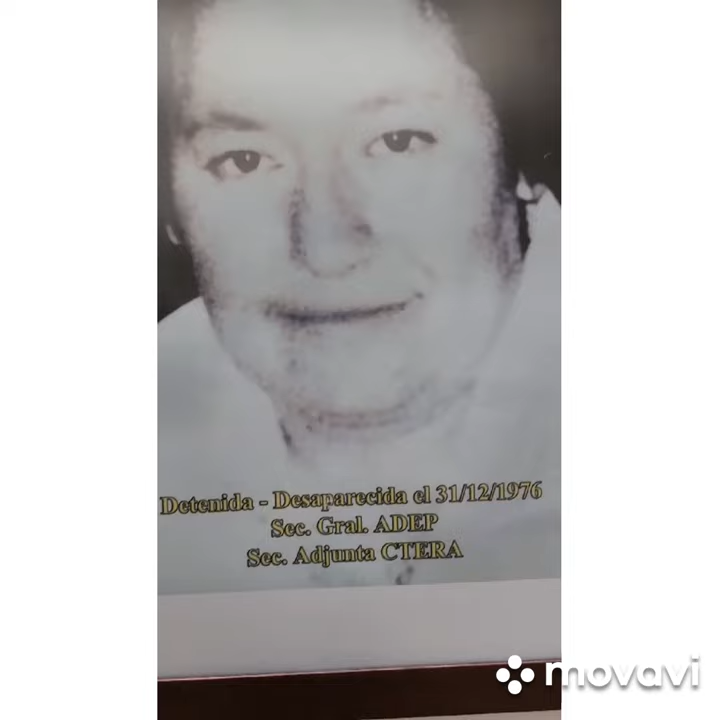 Detenida - Desaparecida el 31/12/1976
Sec. Gral. ADEP
Sec. Adjunta CTERA
movavi